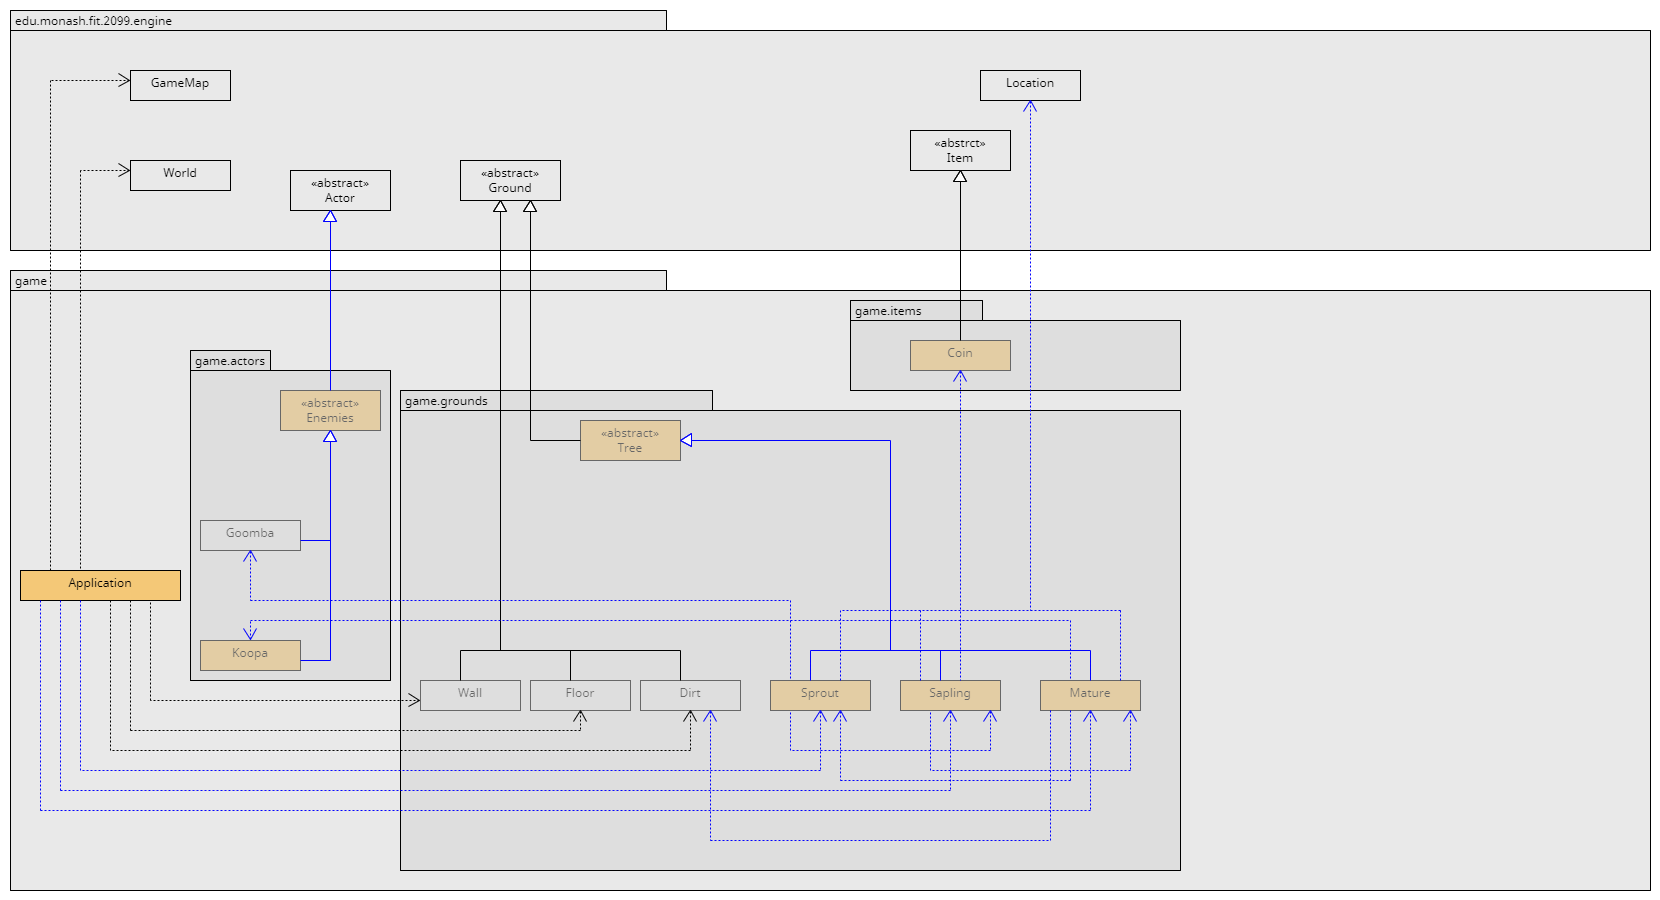 edu.monash.fit.2099.engine
GameMap
Location
«abstrct»
Item
World
«abstract»
Actor
«abstract»
Ground
game
game.items
Coin
game.actors
«abstract»
Enemies
game.grounds
«abstract»
Tree
Goomba
Application
Koopa
Wall
Floor
Dirt
Sprout
Sapling
Mature